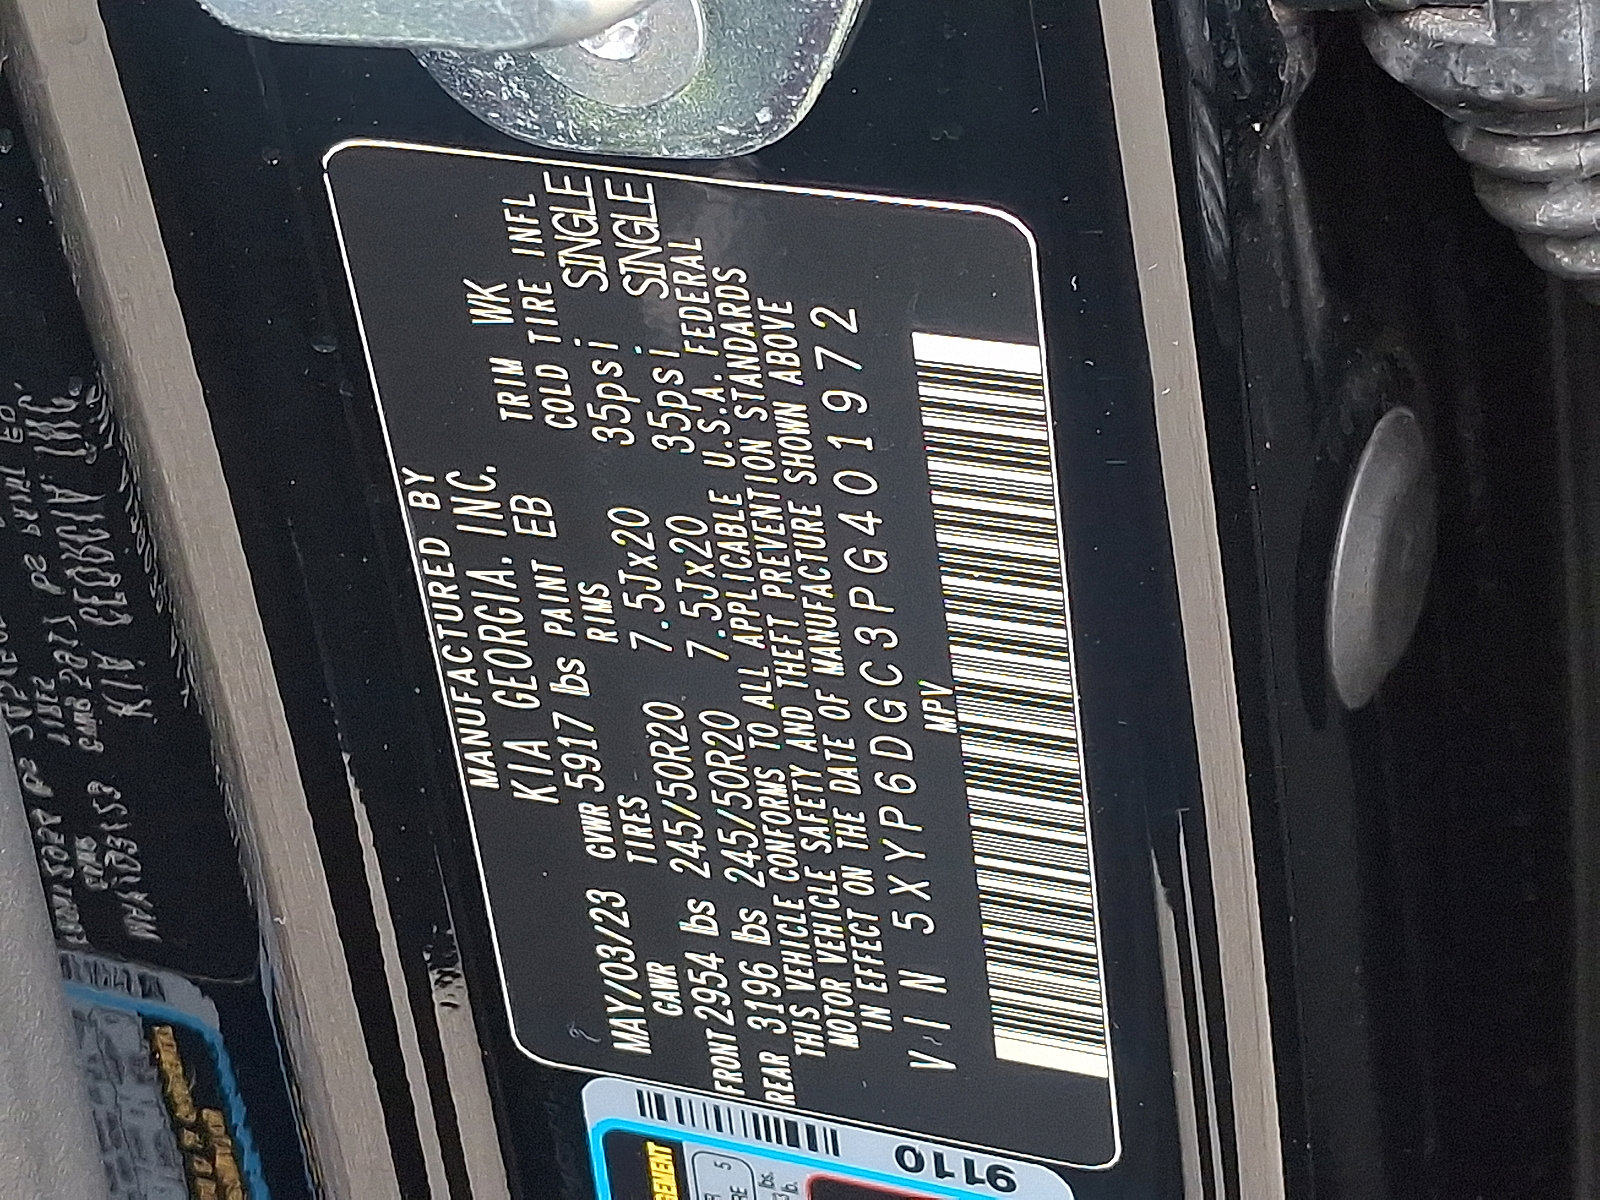 MANUFACTURED BY
KIA GEORGIA, INC.
MAY/03/23 GVWR 5917 lbs PAINT EB TRIM WK
GAWR TIRES RIMS COLD TIRE INFL
FRONT 2954 lbs 245/50R20 7.5Jx20 35psi SINGLE
REAR 3196 lbs 245/50R20 7.5Jx20 35psi SINGLE
THIS VEHICLE CONFORMS TO ALL APPLICABLE U.S.A. FEDERAL
MOTOR VEHICLE SAFETY AND THEFT PREVENTION STANDARDS
IN EFFECT ON THE DATE OF MANUFACTURE SHOWN ABOVE
VIN 5XYP6DGC3PG401972
MPV
9110